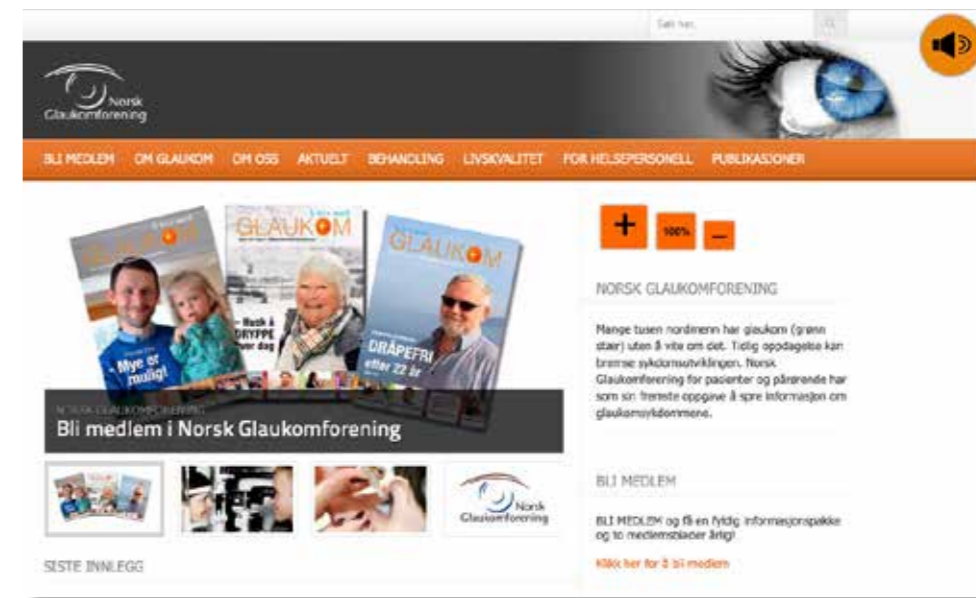 Søk her.
Norsk
Glaukomforening
BLI MEDLEM OM GLAUKOM OM OSS AKTUELT BEHANDLING LIVSKVALITET FOR HELSEPERSONELL PUBLIKASJONER
GLAUKOM
- Mye er
mulig!
GLAUKOM
- Husk å
DRYPPE
hver dag
GLAUKOM
DRÅPEFRI
etter 22 år
NORSK GLAUKOMFORENING
Bli medlem i Norsk Glaukomforening
Norsk
Glaukomforening
SISTE INNLEGG
+ 100% –
NORSK GLAUKOMFORENING
Mange tusen nordmenn har glaukom (grønn
stær) uten å vite om det. Tidlig oppdagelse kan
bremse sykdomsutviklingen. Norsk
Glaukomforening for pasienter og pårørende har
som sin fremste oppgave å spre informasjon om
glaukomsykdommene.
BLI MEDLEM
BLI MEDLEM og få en fyldig informasjonspakke
og to medlemsblader årlig!
Klikk her for å bli medlem